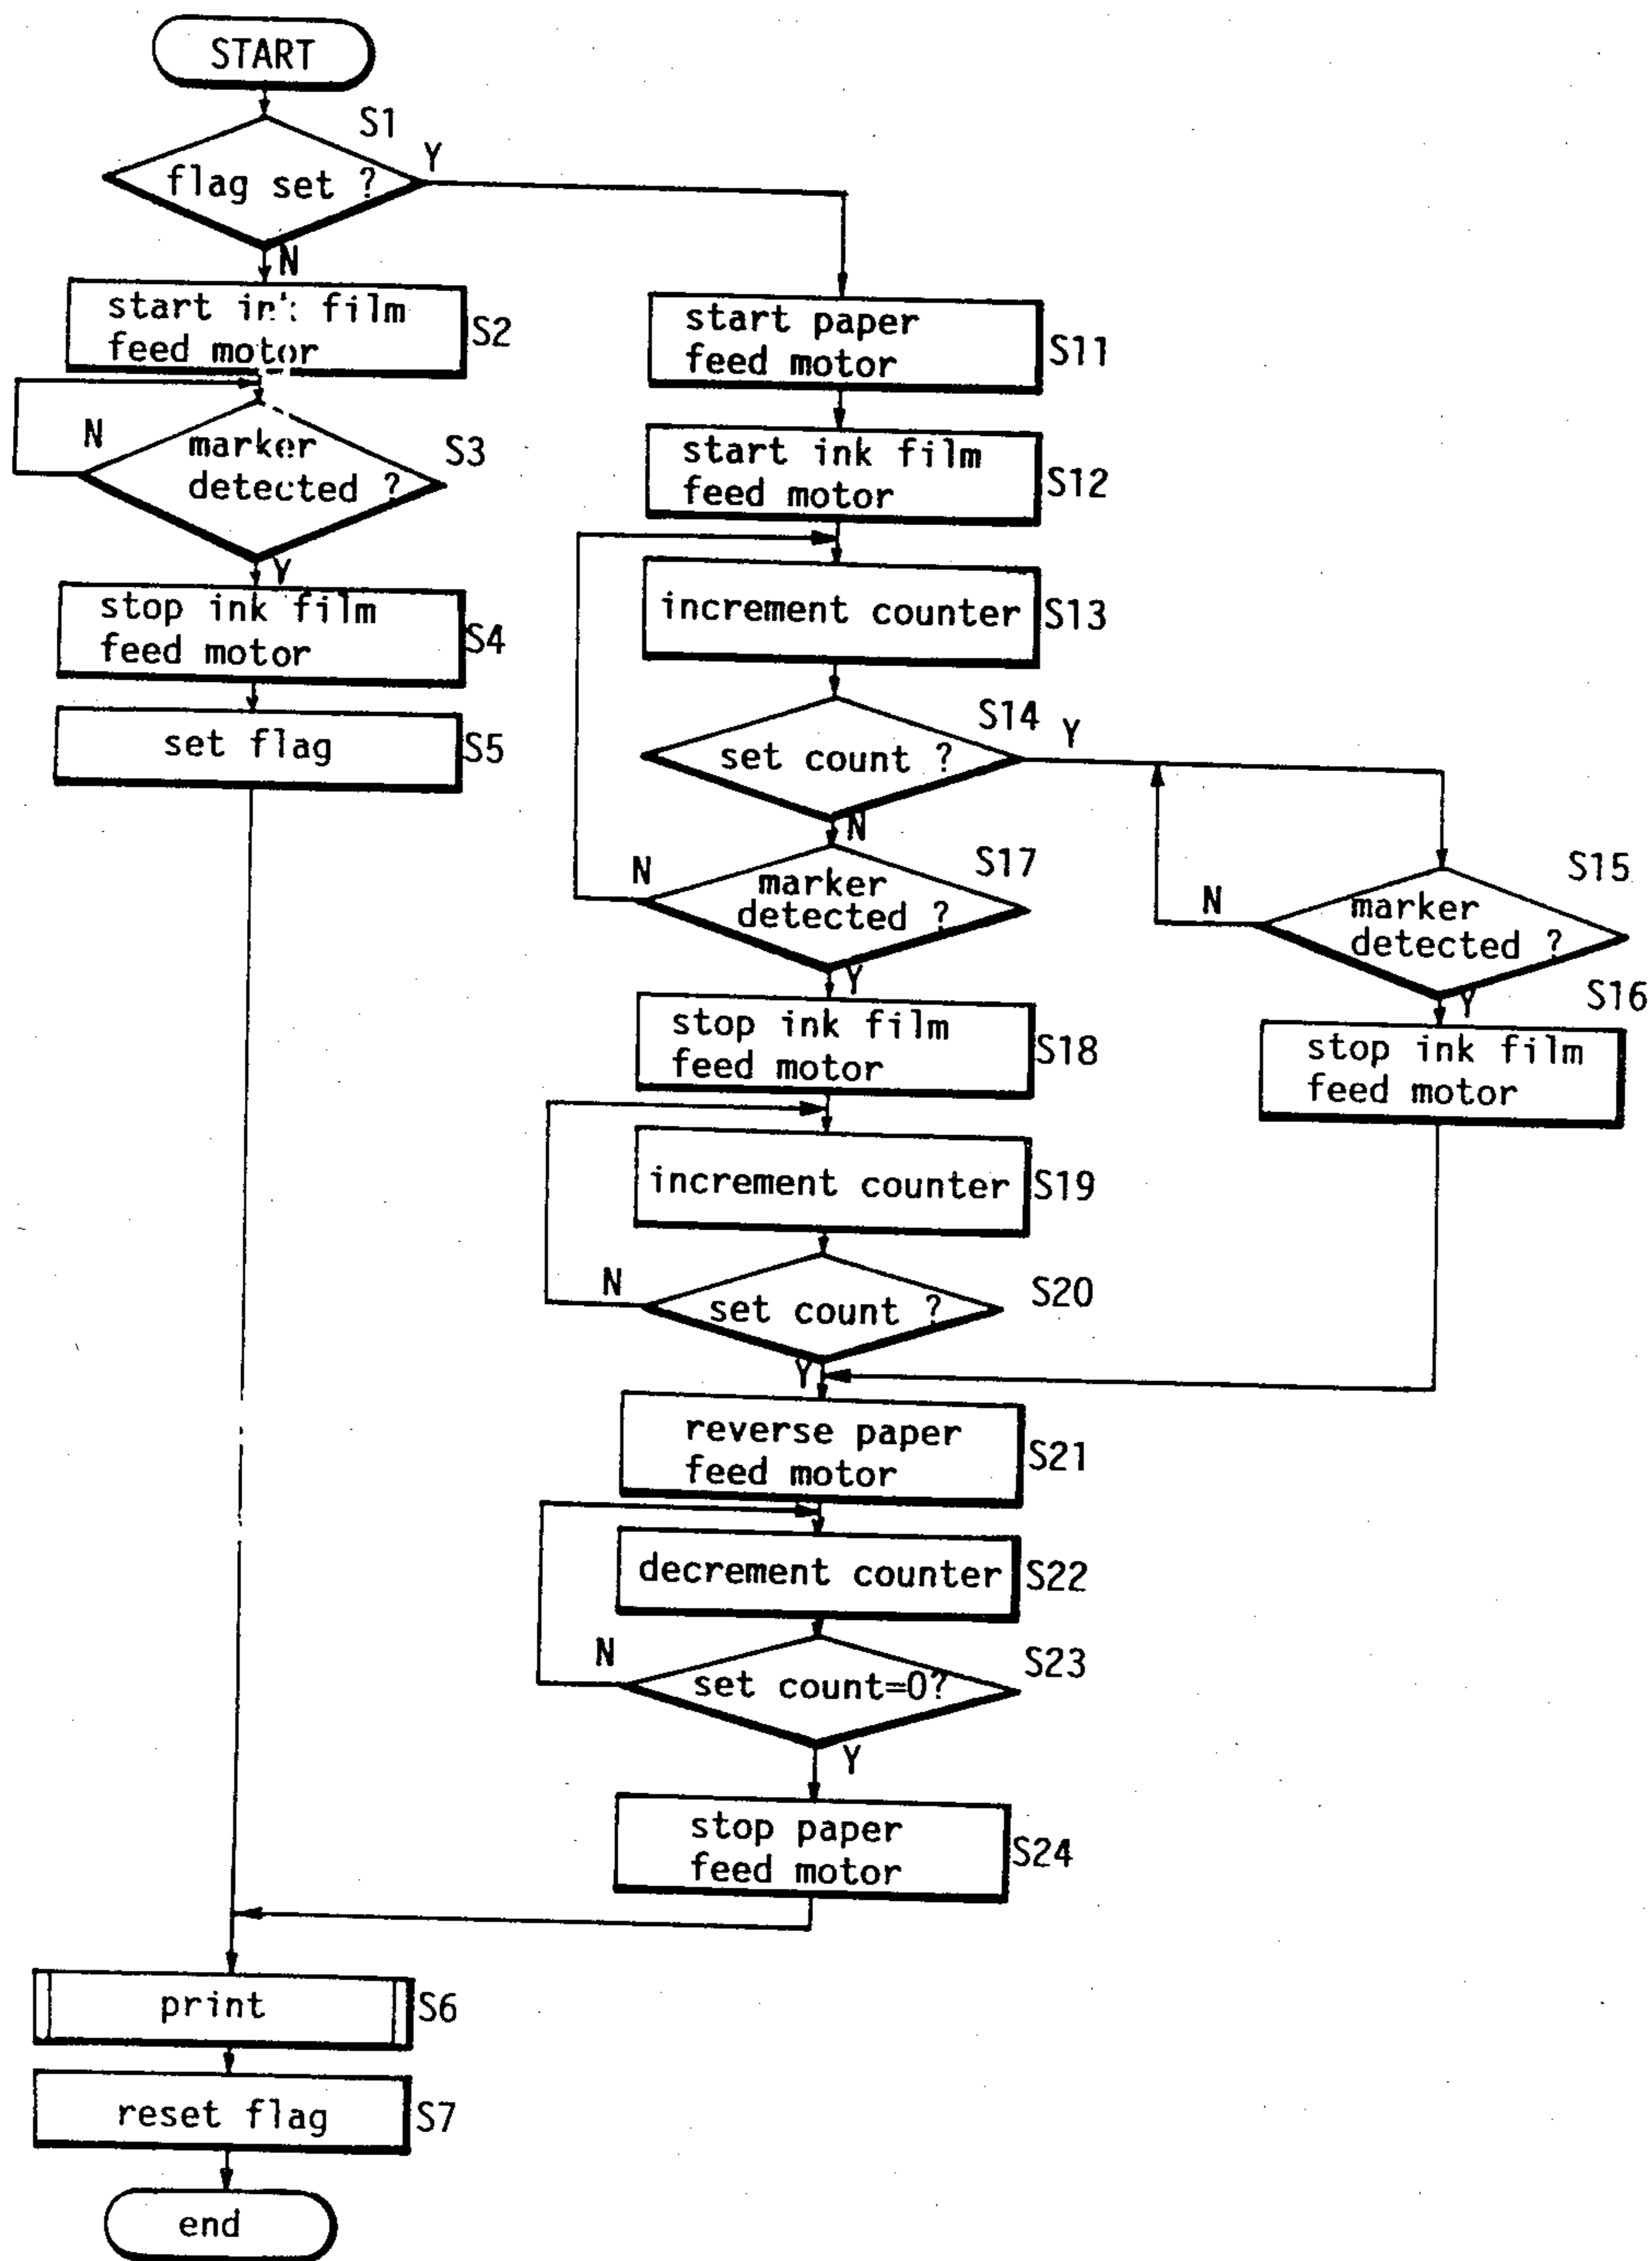 START
S1
flag set ?
Y
N
start ink film
feed motor
S2
N
marker
detected ?
S3
Y
stop ink film
feed motor
S4
set flag
S5
start paper
feed motor
S11
start ink film
feed motor
S12
increment counter
S13
set count ?
S14
Y
N
N
marker
detected ?
S17
Y
N
marker
detected ?
S15
Y
S16
stop ink film
feed motor
stop ink film
feed motor
S18
increment counter
S19
N
set count ?
S20
Y
reverse paper
feed motor
S21
decrement counter
S22
N
set count=0?
S23
Y
stop paper
feed motor
S24
print
S6
reset flag
S7
end